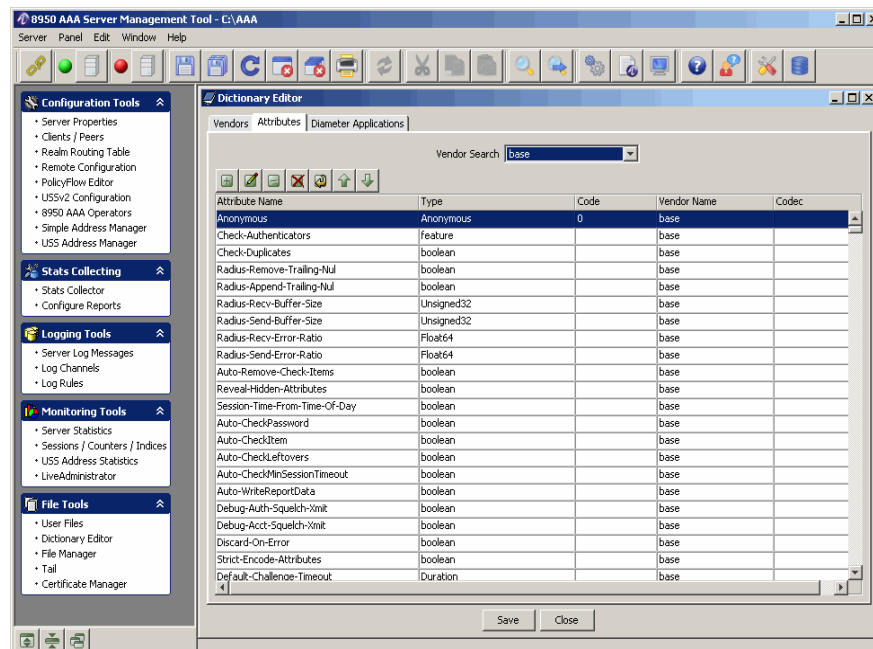 8950 AAA Server Management Tool - C:\AAA
Server Panel Edit Window Help
Configuration Tools
Server Properties
Clients / Peers
Realm Routing Table
Remote Configuration
PolicyFlow Editor
USSv2 Configuration
8950 AAA Operators
Simple Address Manager
USS Address Manager
Stats Collecting
Stats Collector
Configure Reports
Logging Tools
Server Log Messages
Log Channels
Log Rules
Monitoring Tools
Server Statistics
Sessions / Counters / Indices
USS Address Statistics
LiveAdministrator
File Tools
User Files
Dictionary Editor
File Manager
Tail
Certificate Manager
Dictionary Editor
Vendors Attributes Diameter Applications
Vendor Search base
Attribute Name Type Code Vendor Name Codec
Anonymous Anonymous 0 base
Check-Authenticators feature base
Check-Duplicates boolean base
Radius-Remove-Trailing-Nul boolean base
Radius-Append-Trailing-Nul boolean base
Radius-Recv-Buffer-Size Unsigned32 base
Radius-Send-Buffer-Size Unsigned32 base
Radius-Recv-Error-Ratio Float64 base
Radius-Send-Error-Ratio Float64 base
Auto-Remove-Check-Items boolean base
Reveal-Hidden-Attributes boolean base
Session-Time-From-Time-Of-Day boolean base
Auto-CheckPassword boolean base
Auto-CheckItem boolean base
Auto-CheckLeftovers boolean base
Auto-CheckMinSessionTimeout boolean base
Auto-WriteReportData boolean base
Debug-Auth-Squelch-Xmit boolean base
Debug-Acct-Squelch-Xmit boolean base
Discard-On-Error boolean base
Strict-Encode-Attributes boolean base
Default-Challenge-Timeout Duration base
Save Close